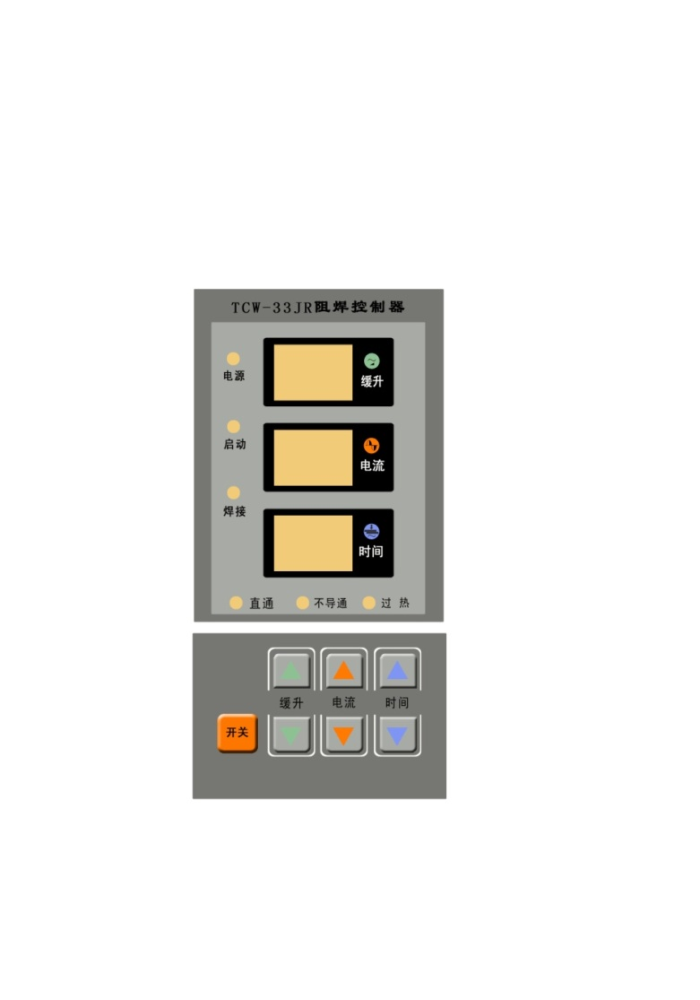 TCW-33JR阻焊控制器
电源
缓升
启动
电流
焊接
时间
直通 不导通 过 热
缓升 电流 时间
开关